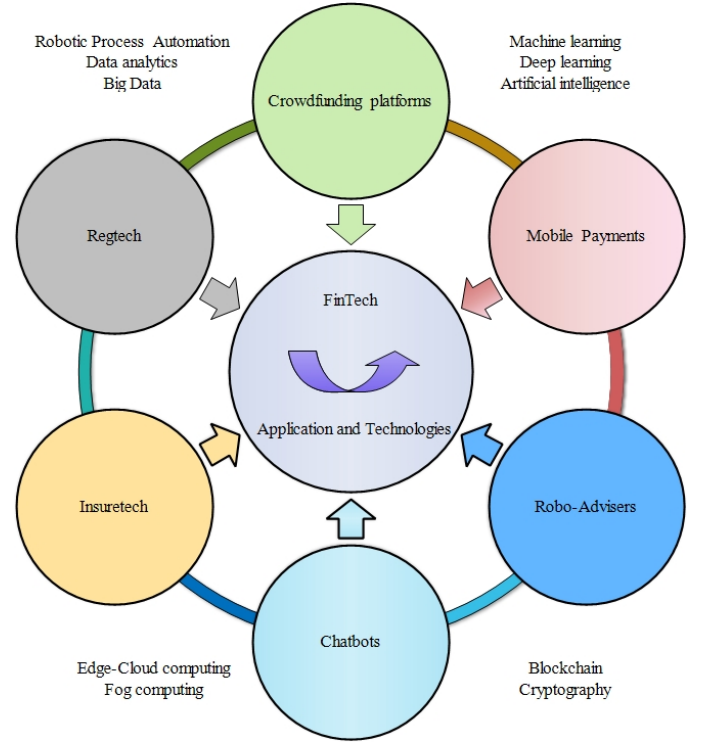 Robotic Process Automation
Data analytics
Big Data
Machine learning
Deep learning
Artificial intelligence
Crowdfunding platforms
Regtech
Mobile Payments
FinTech
Application and Technologies
Insuretech
Robo-Advisers
Chatbots
Edge-Cloud computing
Fog computing
Blockchain
Cryptography